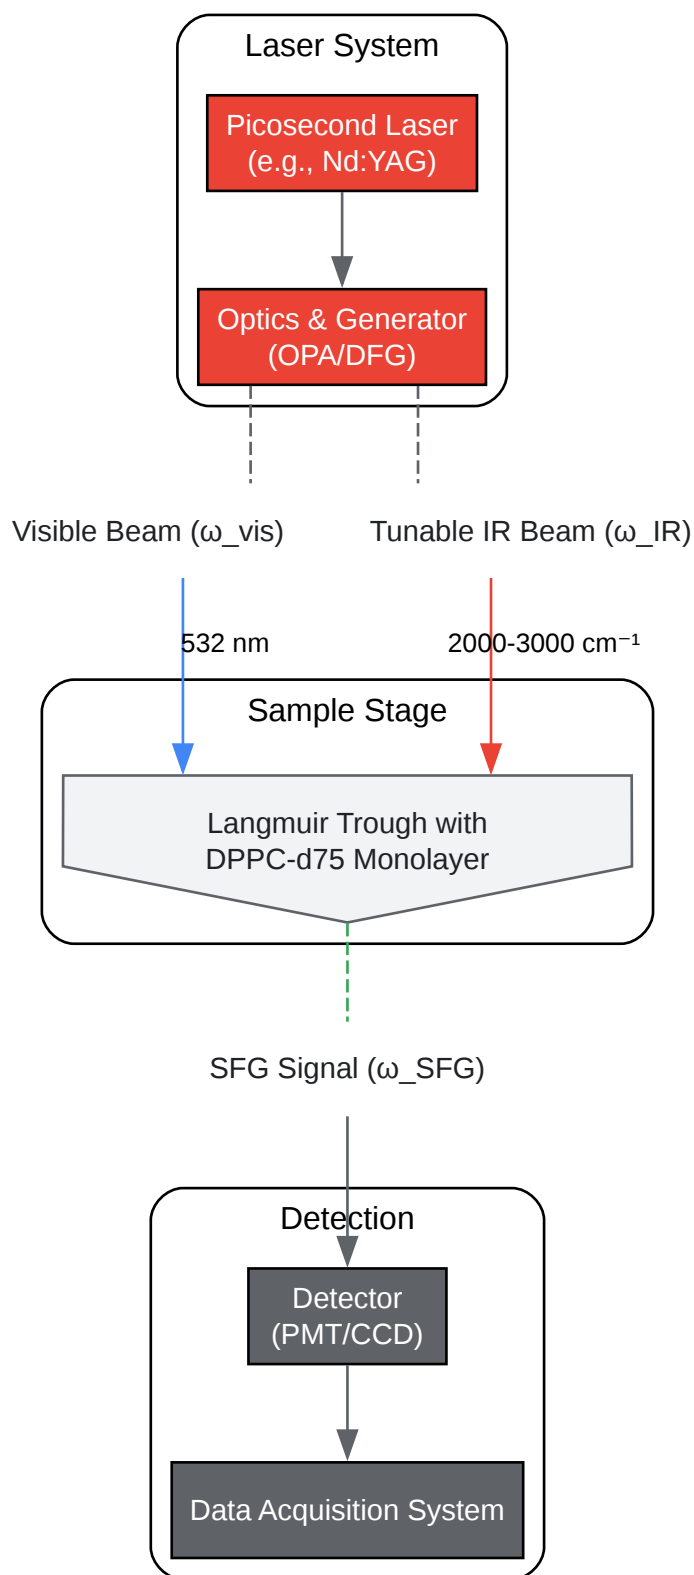 Laser System
Picosecond Laser
(e.g., Nd:YAG)
Optics & Generator
(OPA/DFG)
Visible Beam (ω_vis)
Tunable IR Beam (ω_IR)
532 nm
2000-3000 cm⁻¹
Sample Stage
Langmuir Trough with
DPPC-d75 Monolayer
SFG Signal (ω_SFG)
Detection
Detector
(PMT/CCD)
Data Acquisition System